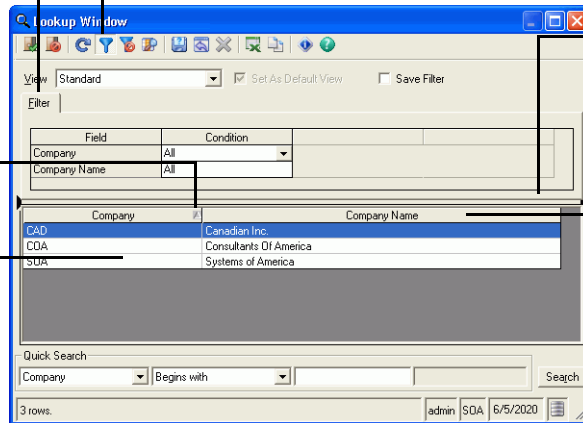 Lookup Window
View Standard Set As Default View Save Filter
Filter
Field Condition
Company All
Company Name All
Company Company Name
CAD Canadian Inc.
COA Consultants Of America
SOA Systems of America
Quick Search
Company Begins with Search
3 rows. admin SOA 6/5/2020